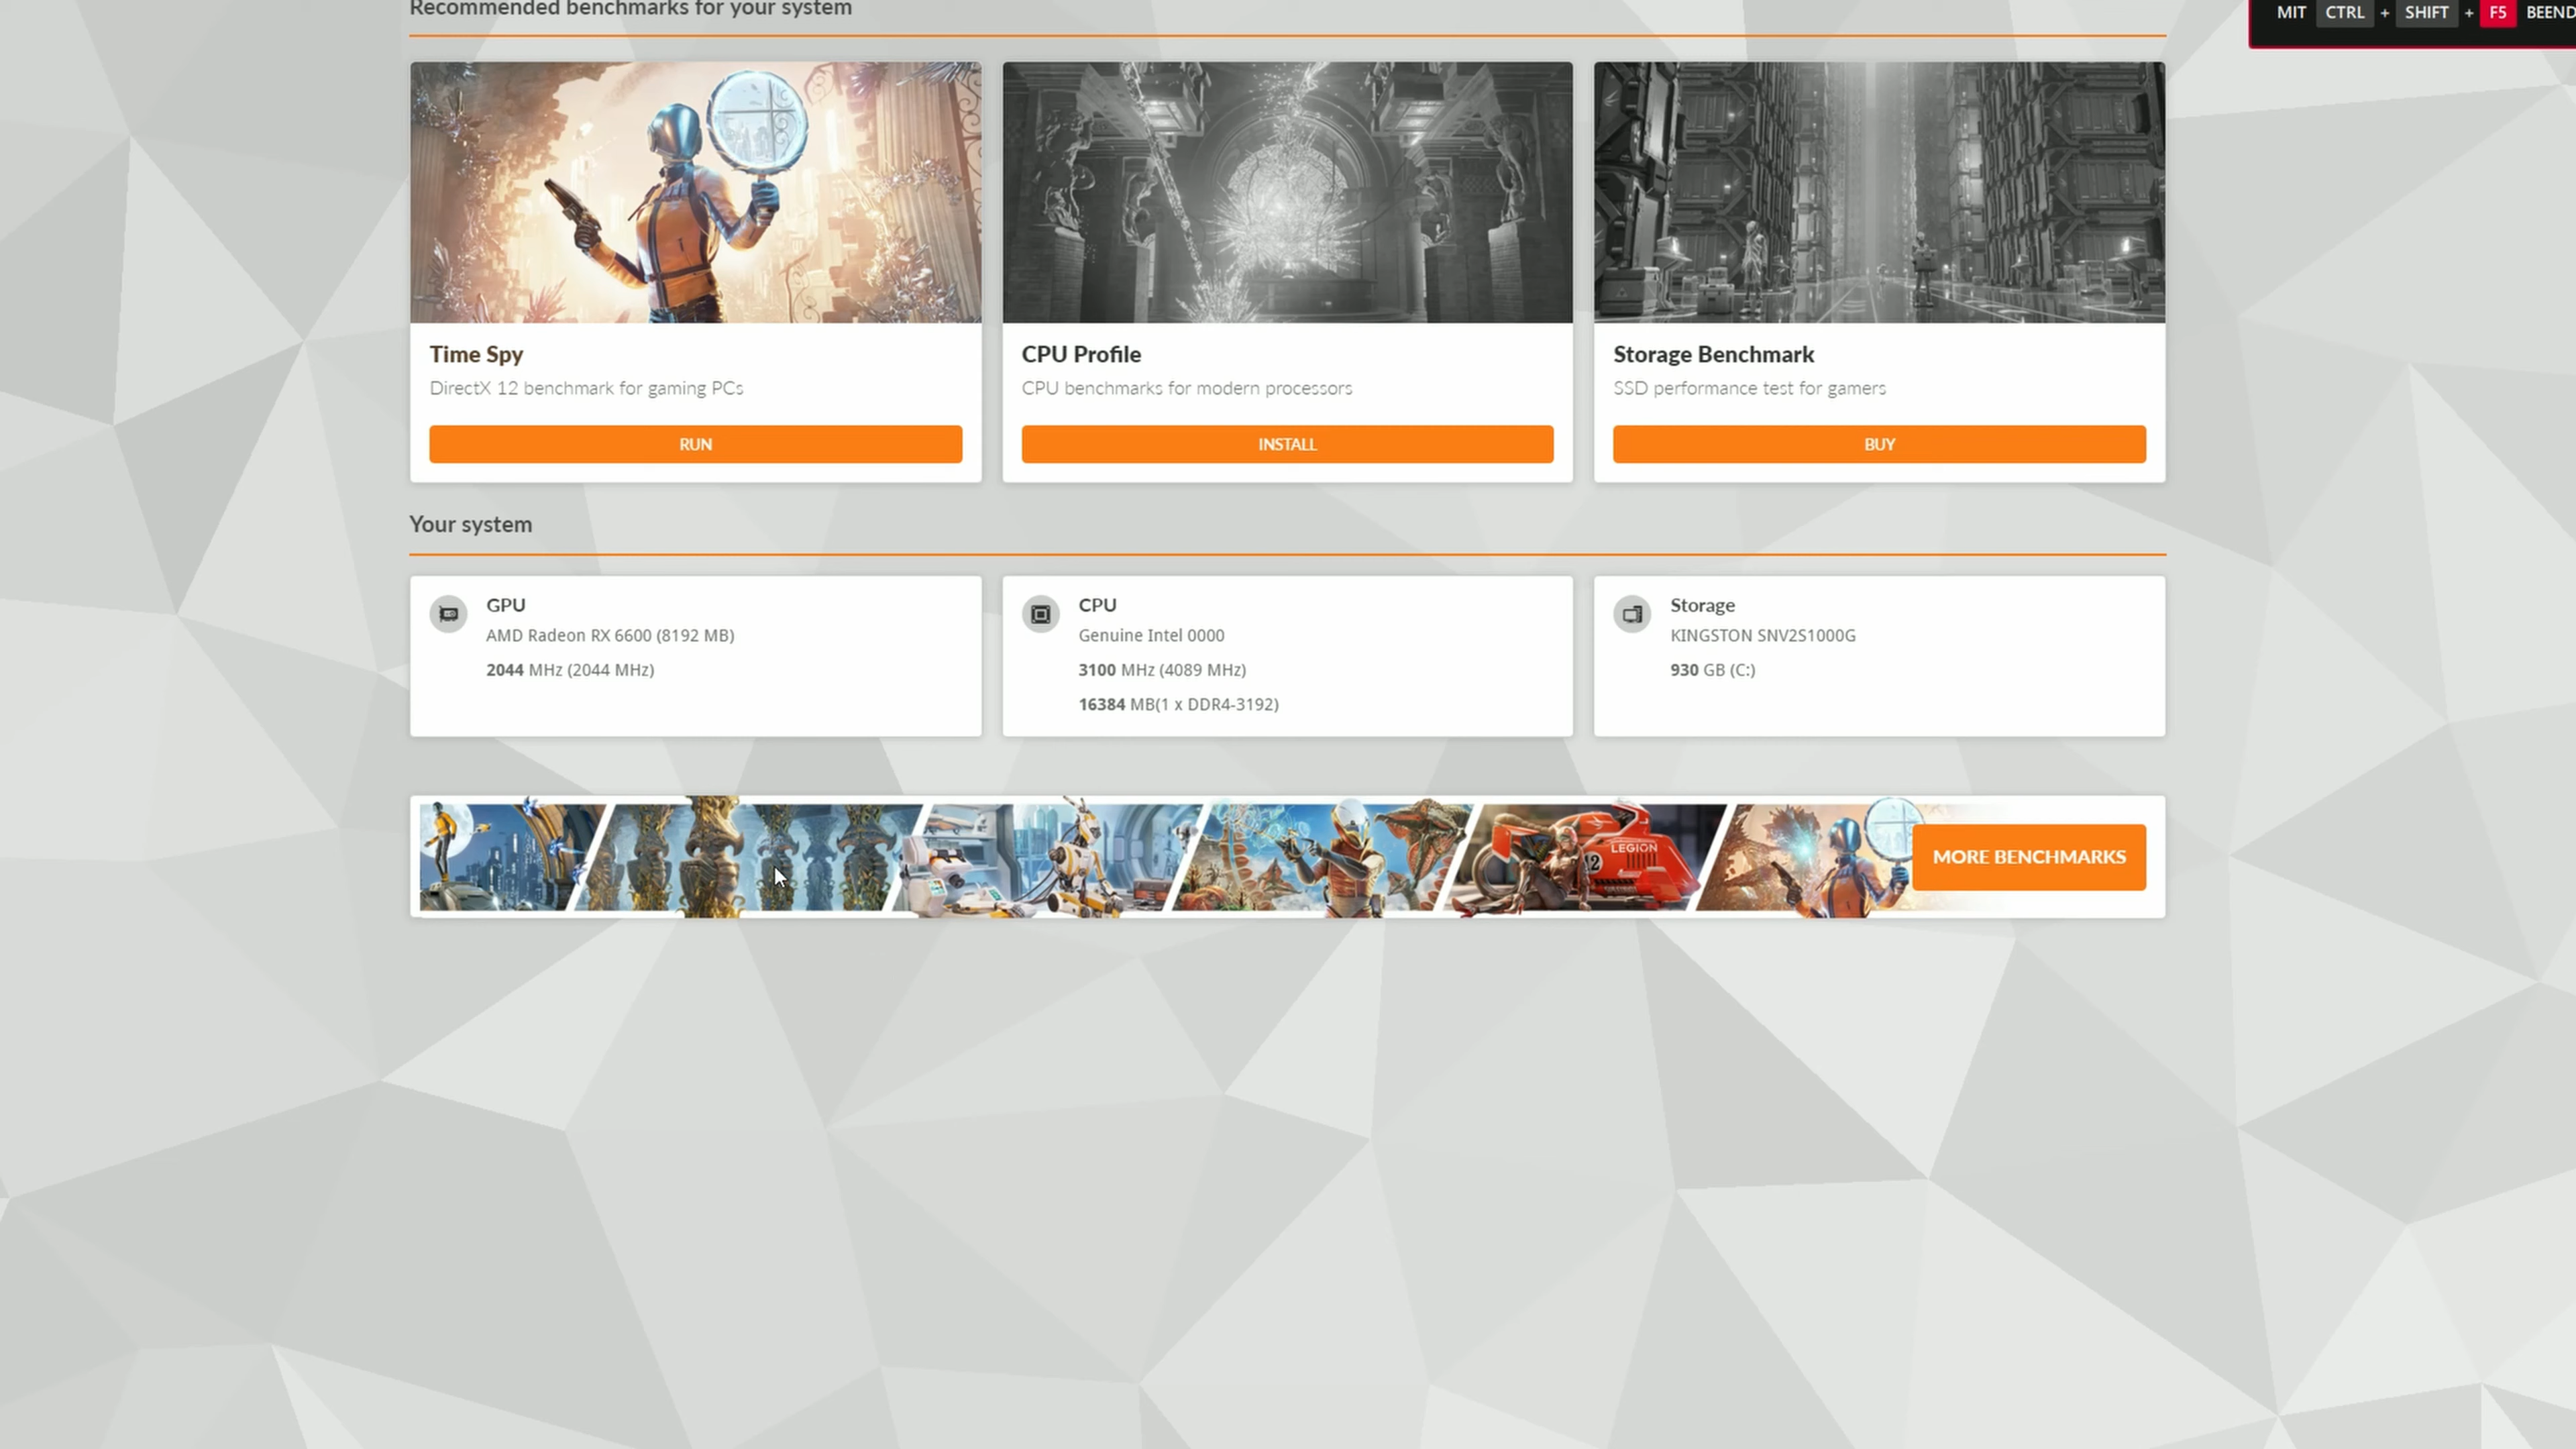 Recommended benchmarks for your system
MIT CTRL + SHIFT + F5
Time Spy
DirectX 12 benchmark for gaming PCs
RUN
CPU Profile
CPU benchmarks for modern processors
INSTALL
Storage Benchmark
SSD performance test for gamers
BUY
Your system
GPU
AMD Radeon RX 6600 (8192 MB)
2044 MHz (2044 MHz)
CPU
Genuine Intel 0000
3100 MHz (4089 MHz)
16384 MB(1 x DDR4-3192)
Storage
KINGSTON SNV2S1000G
930 GB (C:)
LEGION
12
MORE BENCHMARKS